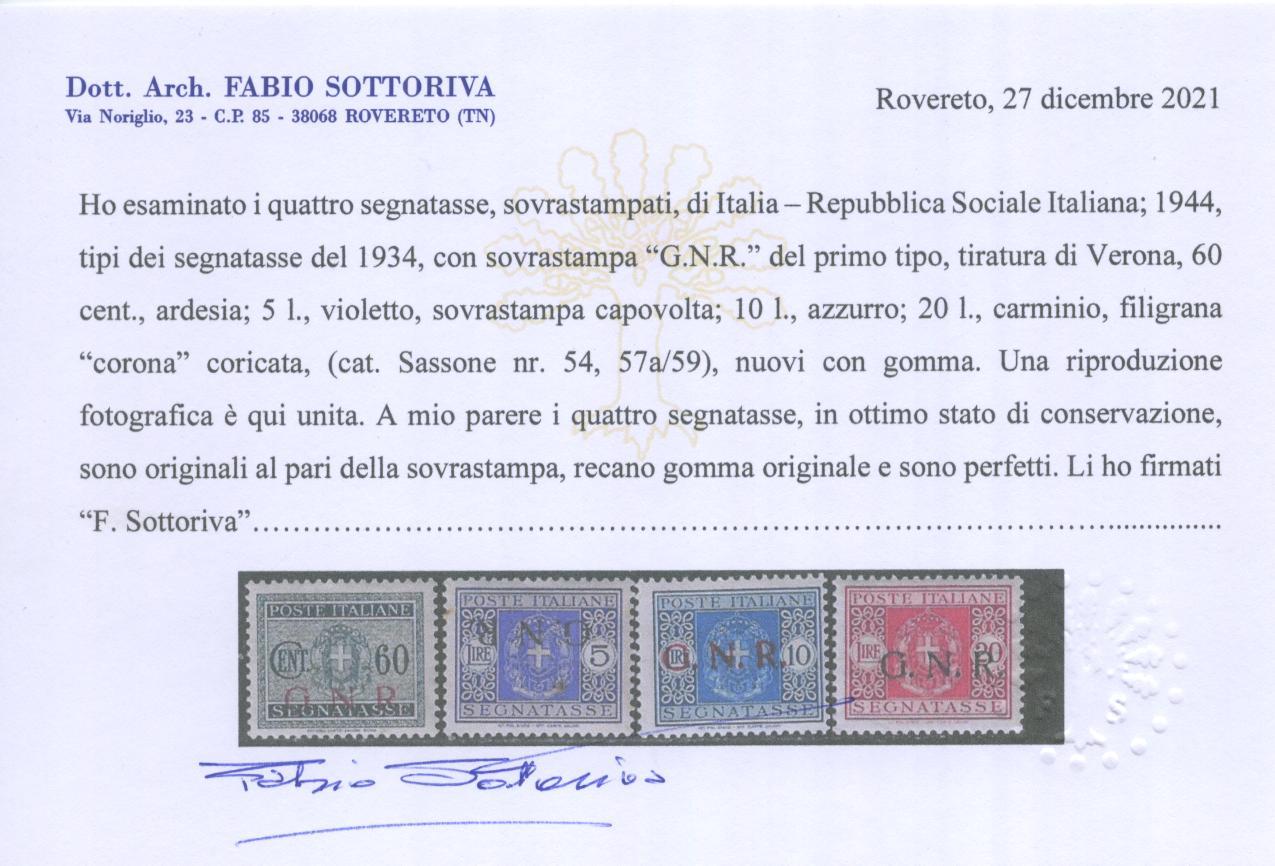 Dott. Arch. FABIO SOTTORIVA
Via Noriglio, 23 - C.P. 85 - 38068 ROVERETO (TN)
Rovereto, 27 dicembre 2021
Ho esaminato i quattro segnatasse, sovrastampati, di Italia – Repubblica Sociale Italiana; 1944,
tipi dei segnatasse del 1934, con sovrastampa “G.N.R.” del primo tipo, tiratura di Verona, 60
cent., ardesia; 5 l., violetto, sovrastampa capovolta; 10 l., azzurro; 20 l., carminio, filigrana
“corona” coricata, (cat. Sassone nr. 54, 57a/59), nuovi con gomma. Una riproduzione
fotografica è qui unita. A mio parere i quattro segnatasse, in ottimo stato di conservazione,
sono originali al pari della sovrastampa, recano gomma originale e sono perfetti. Li ho firmati
“F. Sottoriva”.......................................................................................................
POSTE ITALIANE
CENT. 60
G.N.R.
SEGNATASSE
POSTE ITALIANE
G.N.R.
LIRE 5
SEGNATASSE
POSTE ITALIANE
LIRE 10
G.N.R.
SEGNATASSE
POSTE ITALIANE
LIRE 20
G.N.R.
SEGNATASSE
Fabio Sottoriva